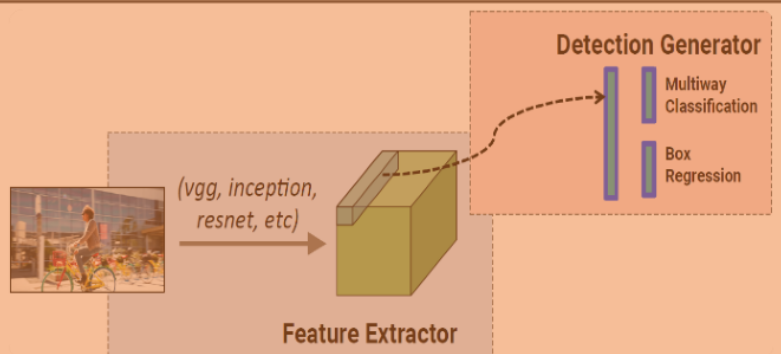 Detection Generator
Multiway
Classification
Box
Regression
(vgg, inception,
resnet, etc)
Feature Extractor